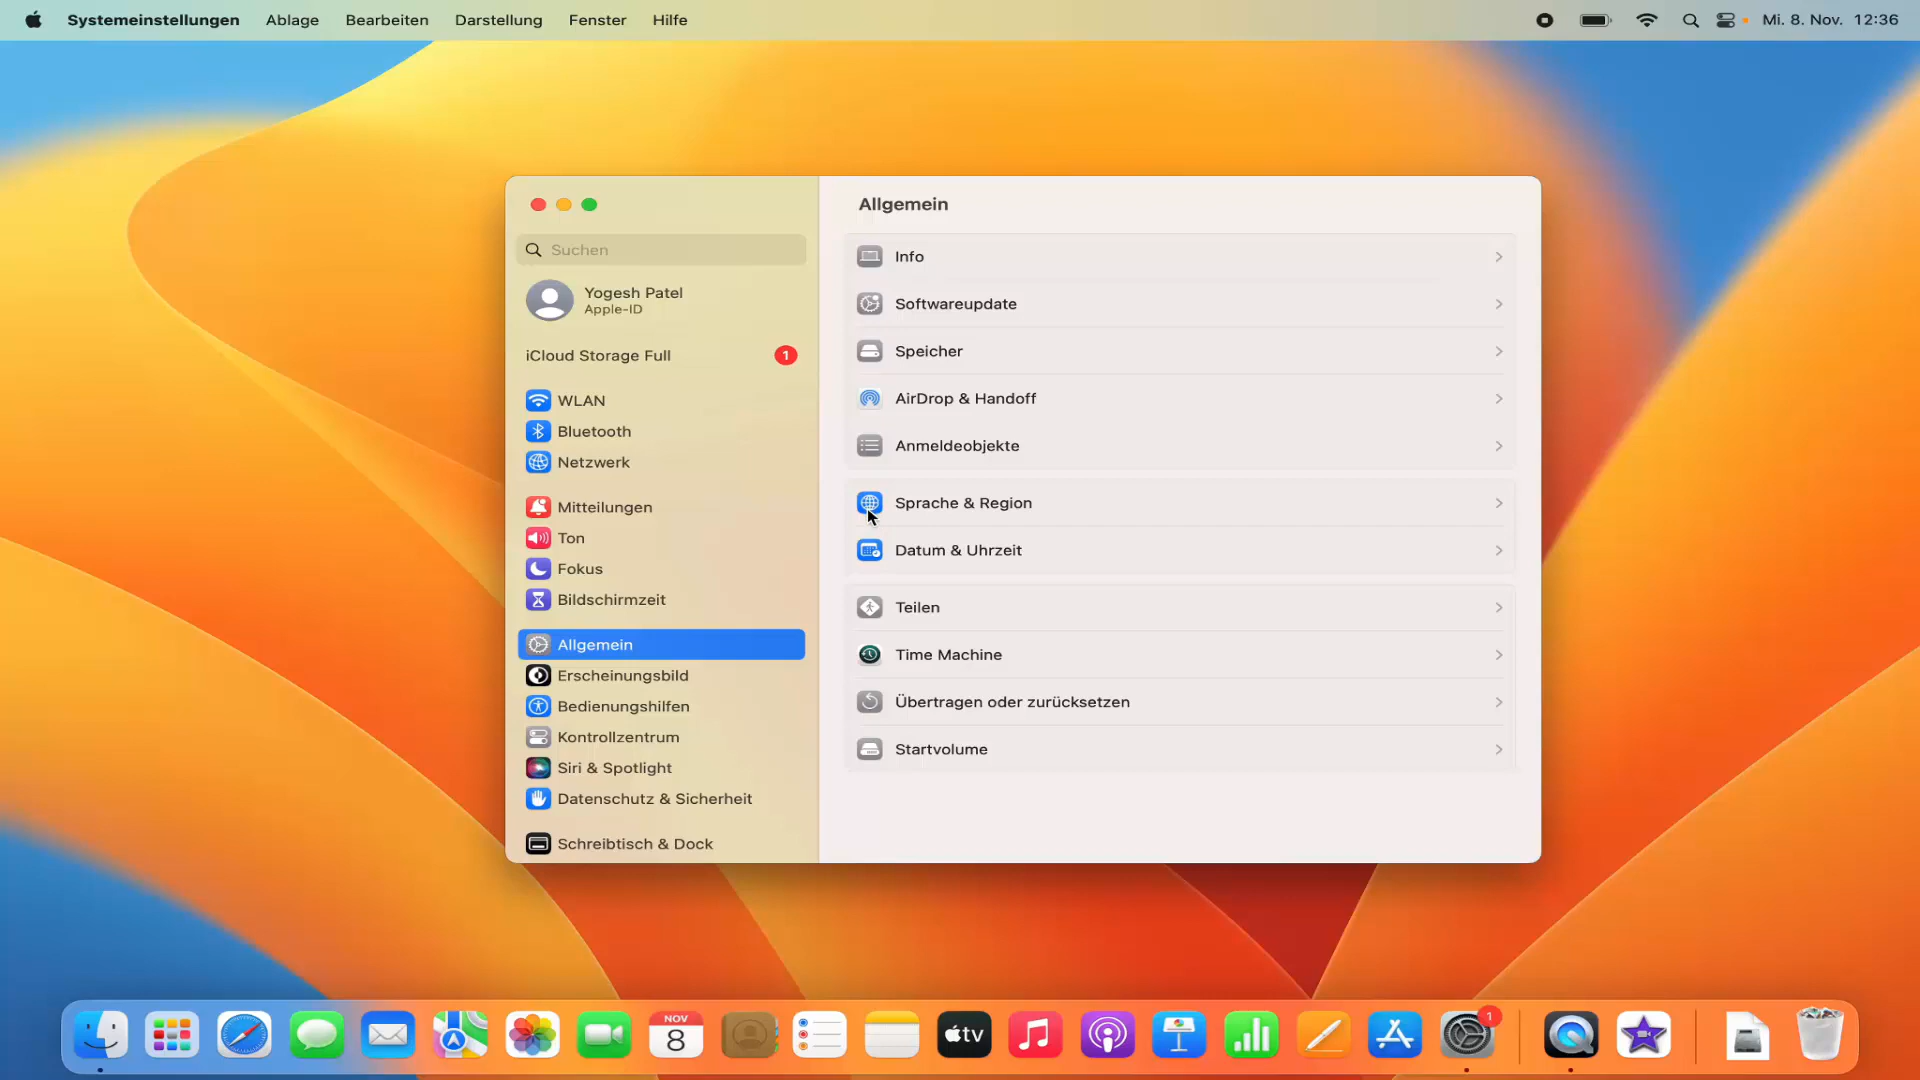 Systemeinstellungen Ablage Bearbeiten Darstellung Fenster Hilfe Mi. 8. Nov. 12:36
Suchen
Yogesh Patel
Apple-ID
iCloud Storage Full 1
WLAN
Bluetooth
Netzwerk
Mitteilungen
Ton
Fokus
Bildschirmzeit
Allgemein
Erscheinungsbild
Bedienungshilfen
Kontrollzentrum
Siri & Spotlight
Datenschutz & Sicherheit
Schreibtisch & Dock
Allgemein
Info
Softwareupdate
Speicher
AirDrop & Handoff
Anmeldeobjekte
Sprache & Region
Datum & Uhrzeit
Teilen
Time Machine
Übertragen oder zurücksetzen
Startvolume
NOV
8
tv
1